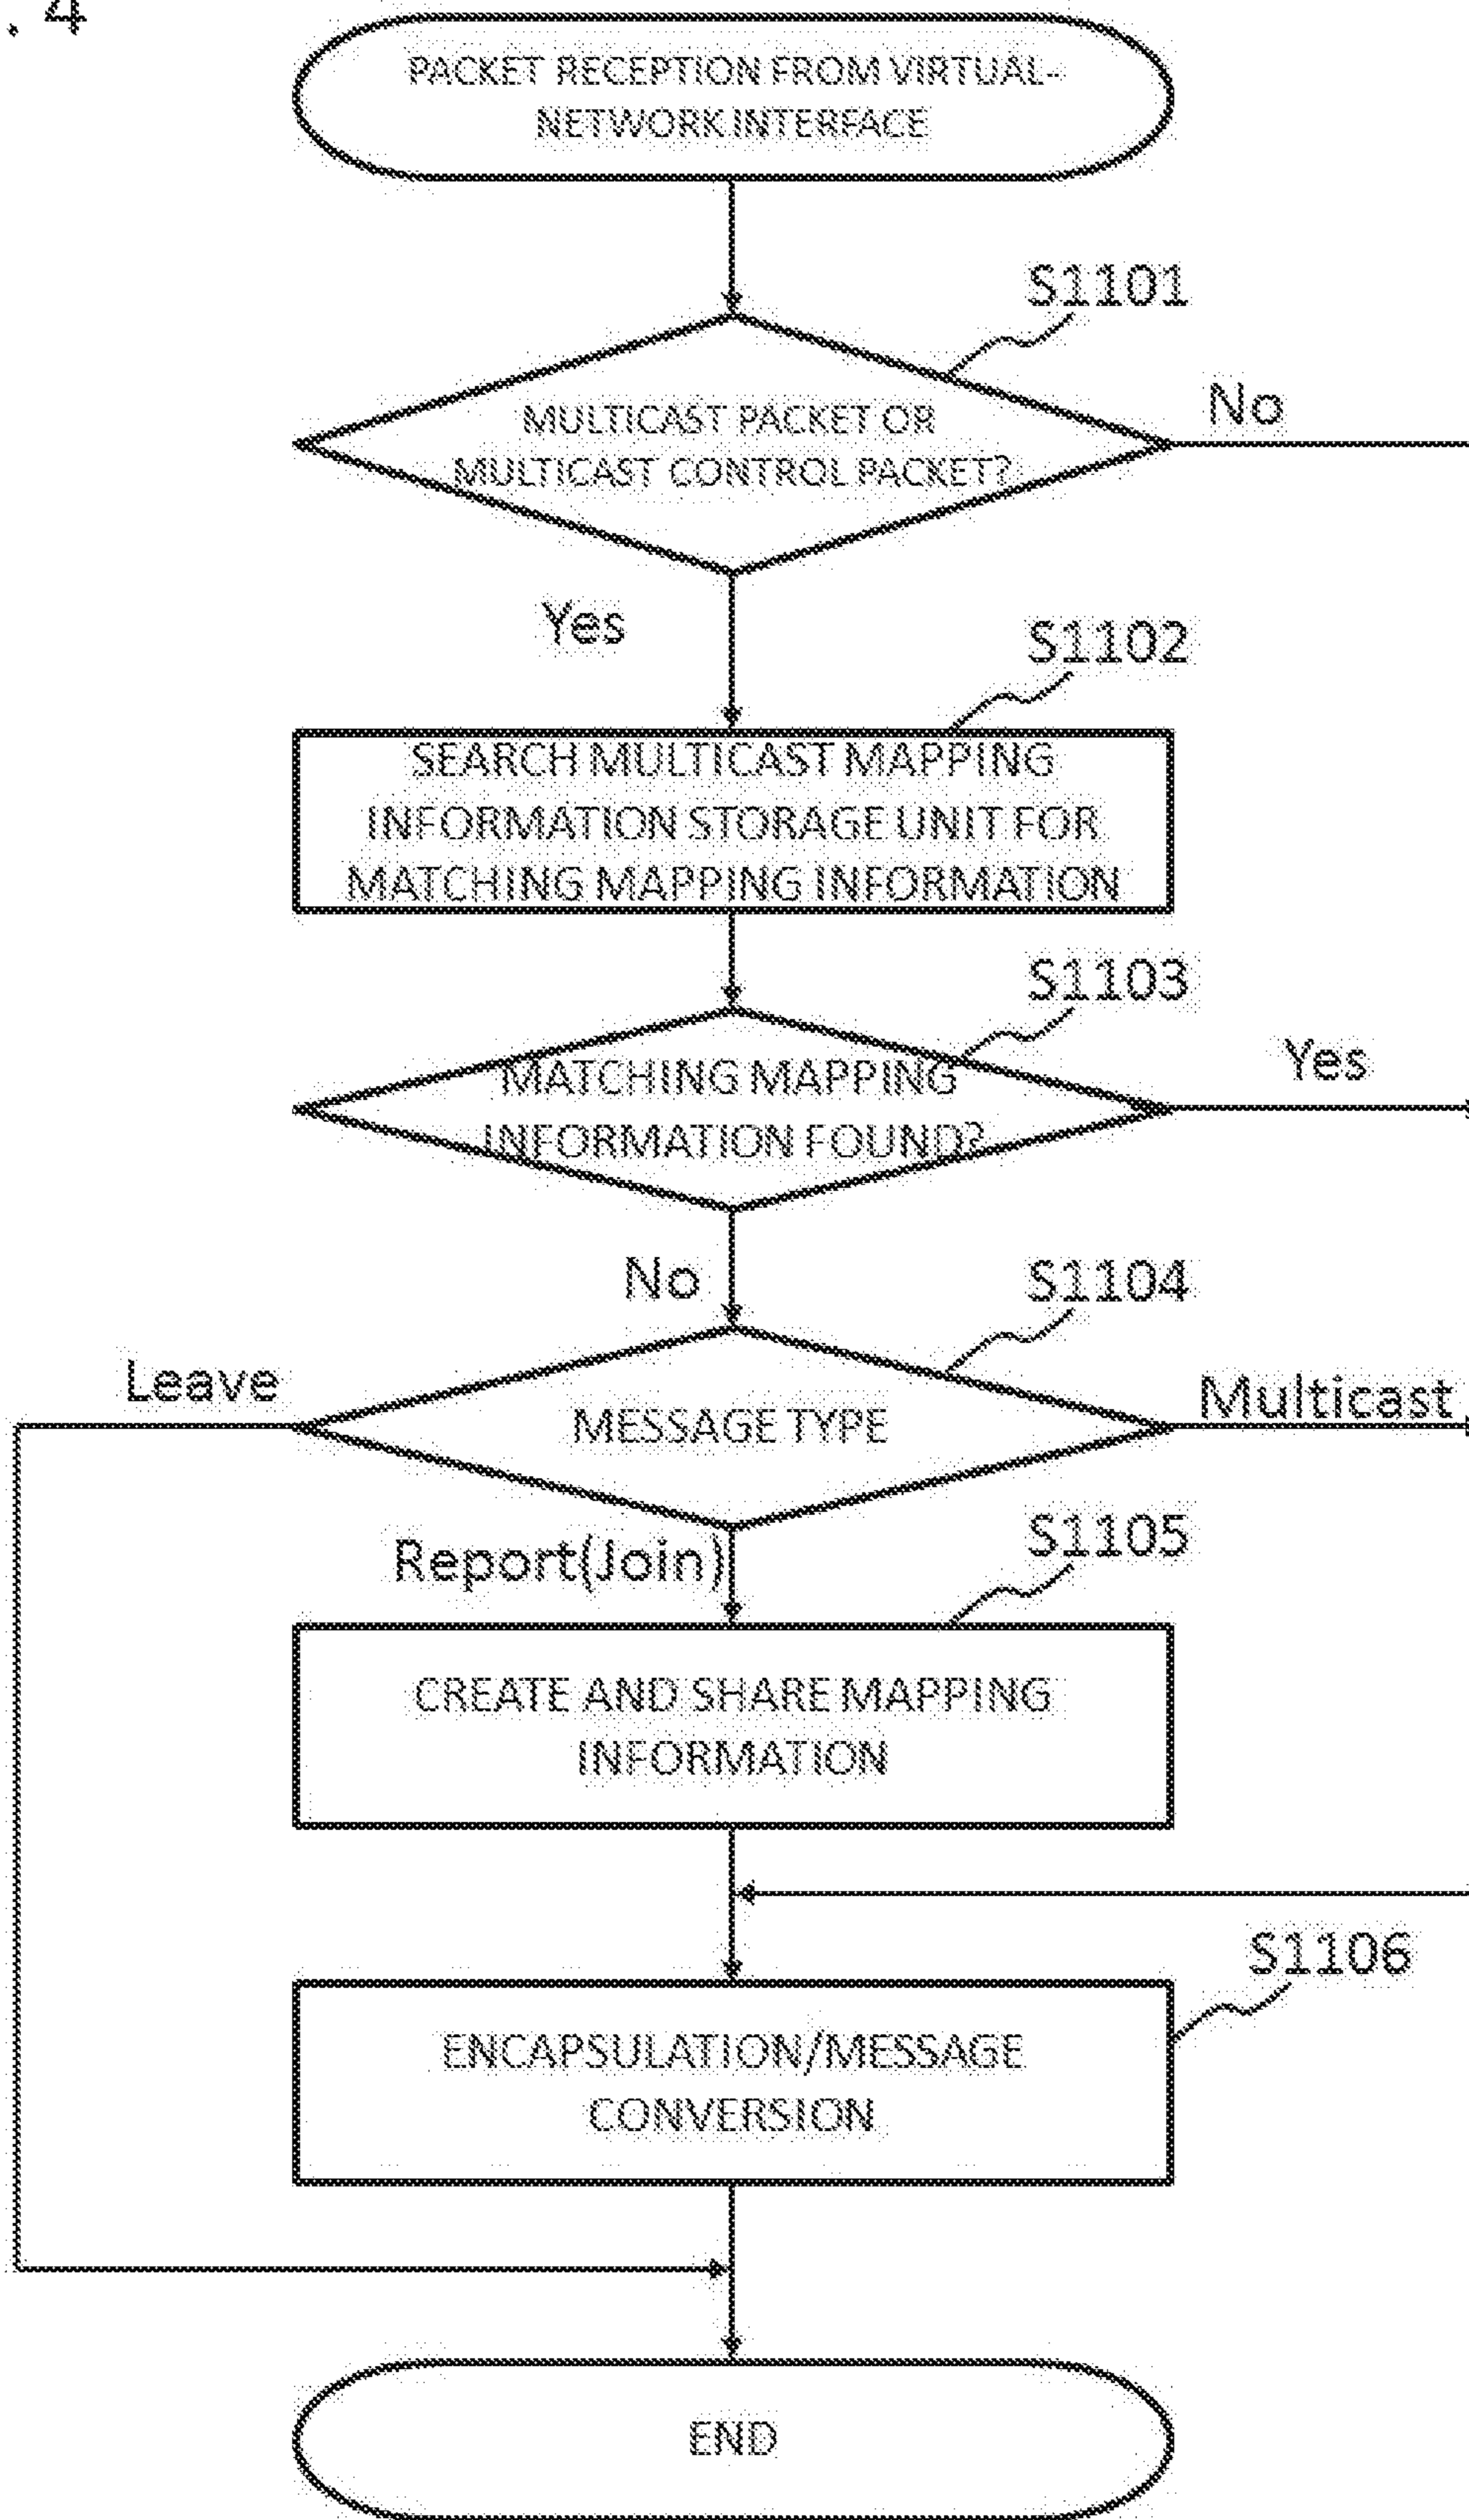 . 4
PACKET RECEPTION FROM VIRTUAL-
NETWORK INTERFACE
S1101
MULTICAST PACKET OR
MULTICAST CONTROL PACKET?
No
Yes
S1102
SEARCH MULTICAST MAPPING
INFORMATION STORAGE UNIT FOR
MATCHING MAPPING INFORMATION
S1103
MATCHING MAPPING
INFORMATION FOUND?
Yes
No
S1104
Leave
MESSAGE TYPE
Multicast
Report(Join)
S1105
CREATE AND SHARE MAPPING
INFORMATION
S1106
ENCAPSULATION/MESSAGE
CONVERSION
END